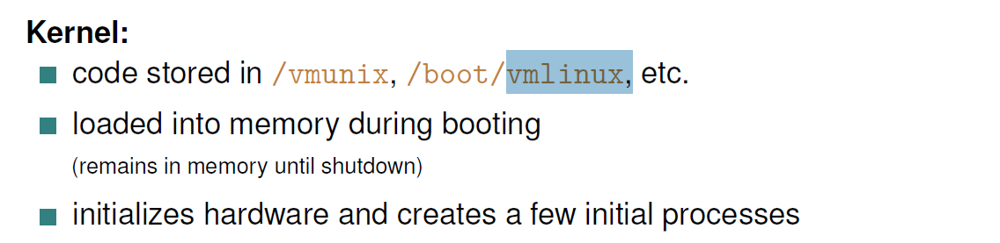 Kernel:
code stored in /vmunix, /boot/vmlinux, etc.
loaded into memory during booting
(remains in memory until shutdown)
initializes hardware and creates a few initial processes